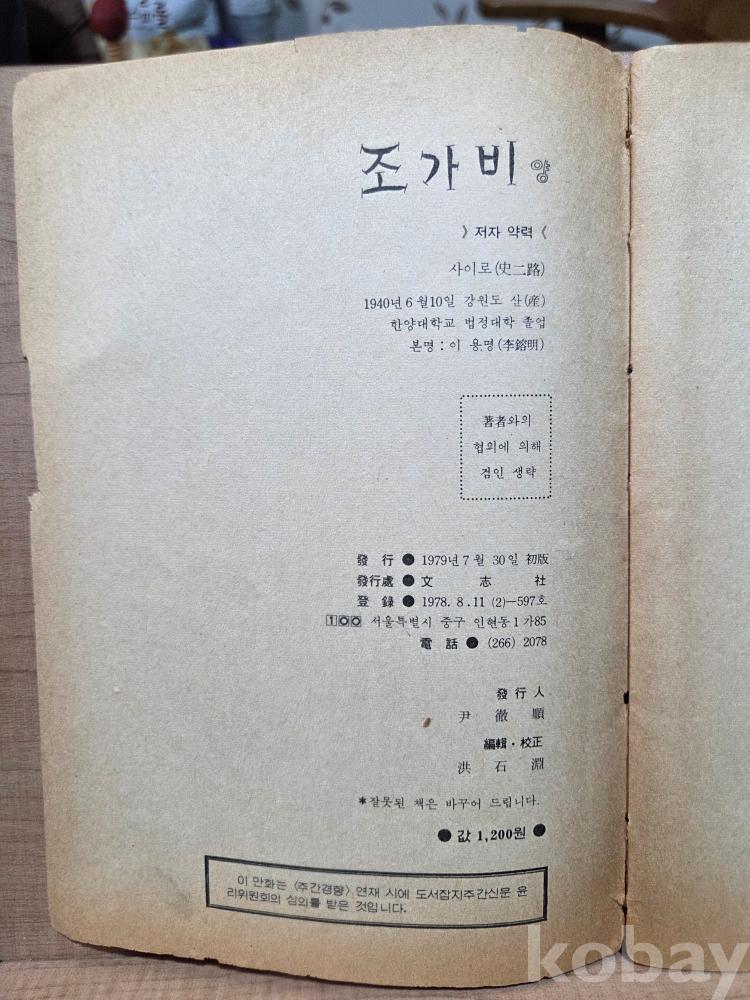 조가비 양
》 저자 약력 《
사이로(史二路)
1940년 6월10일 강원도 산(産)
한양대학교 법정대학 졸업
본명 : 이 용명(李鎔明)
著者와의
협의에 의해
검인 생략
發 行 ● 1979년 7월 30일 初版
發行處 ● 文 志 社
登 錄 ● 1978. 8. 11 (2)—597호
100 서울특별시 중구 인현동 1가85
電 話 ● (266) 2078
發 行 人
尹 徹 順
編輯・校正
洪 石 淵
*잘못된 책은 바꾸어 드립니다.
● 값 1,200원 ●
이 만화는 〈주간경향〉 연재 시에 도서잡지주간신문 윤
리위원회의 심의를 받은 것입니다.
kobay